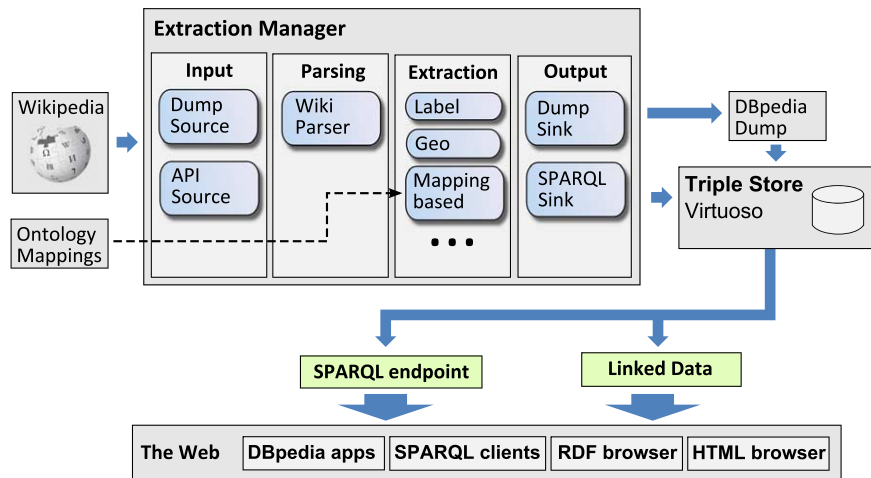 Extraction Manager
Input
Parsing
Extraction
Output
Wikipedia
Dump
Source
API
Source
Wiki
Parser
Label
Geo
Mapping
based
• • •
Dump
Sink
SPARQL
Sink
DBpedia
Dump
Triple Store
Virtuoso
Ontology
Mappings
SPARQL endpoint
Linked Data
The Web
DBpedia apps
SPARQL clients
RDF browser
HTML browser